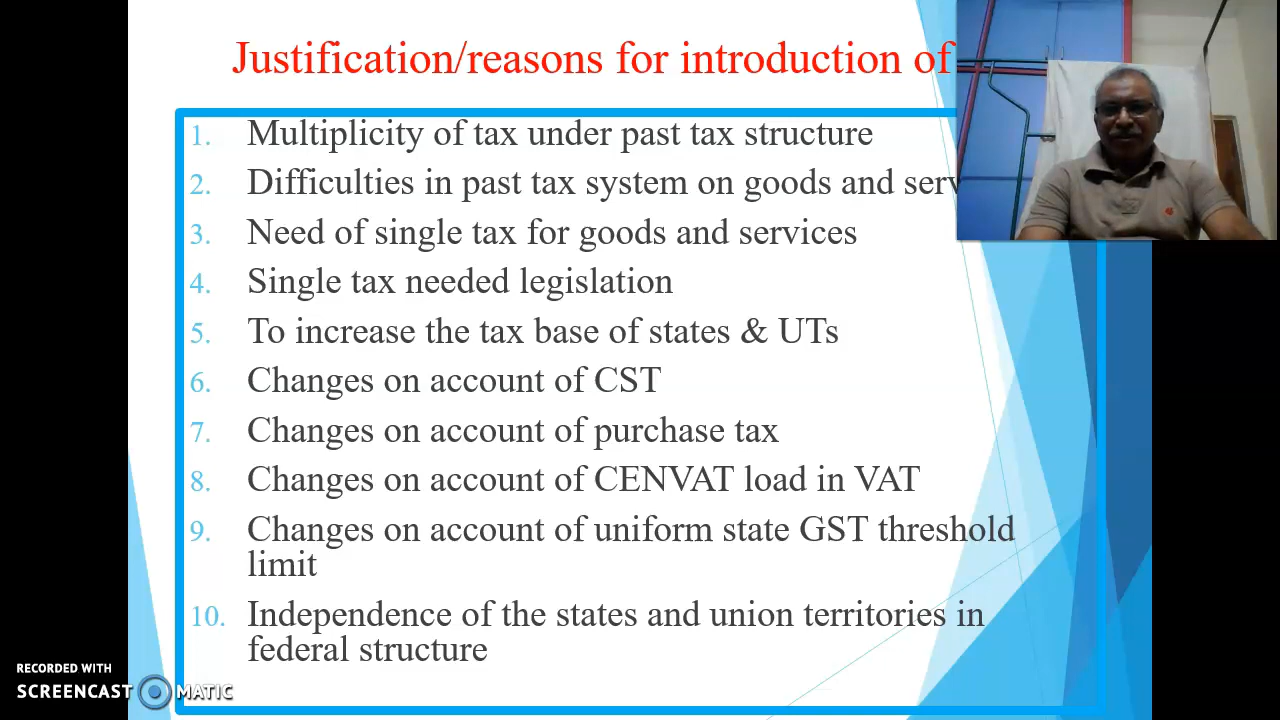 Justification/reasons for introduction of
1. Multiplicity of tax under past tax structure
2. Difficulties in past tax system on goods and
3. Need of single tax for goods and services
4. Single tax needed legislation
5. To increase the tax base of states & UTs
6. Changes on account of CST
7. Changes on account of purchase tax
8. Changes on account of CENVAT load in VAT
9. Changes on account of uniform state GST threshold
limit
10. Independence of the states and union territories in
federal structure
RECORDED WITH
SCREENCAST MATIC